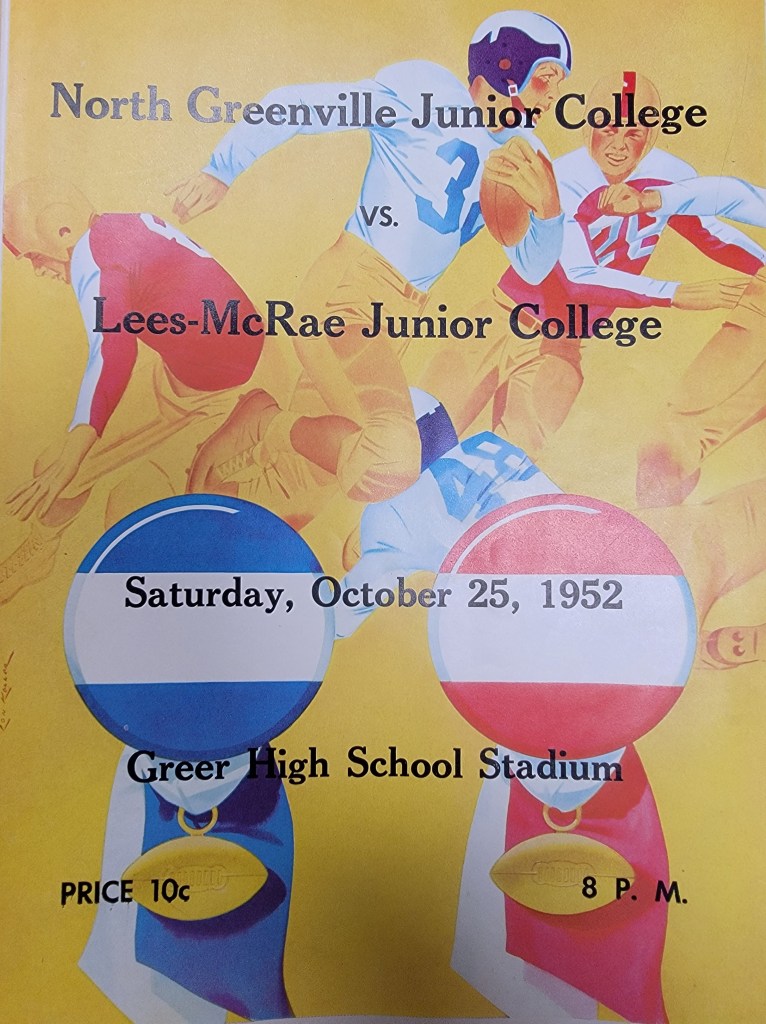 North Greenville Junior College
VS.
Lees-McRae Junior College
Saturday, October 25, 1952
Greer High School Stadium
PRICE 10c
8 P. M.